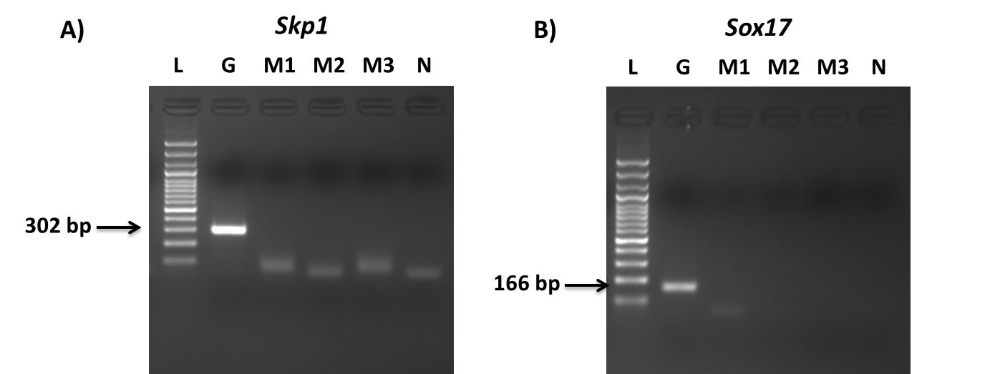 A)
Skp1
L G M1 M2 M3 N
302 bp
B)
Sox17
L G M1 M2 M3 N
166 bp